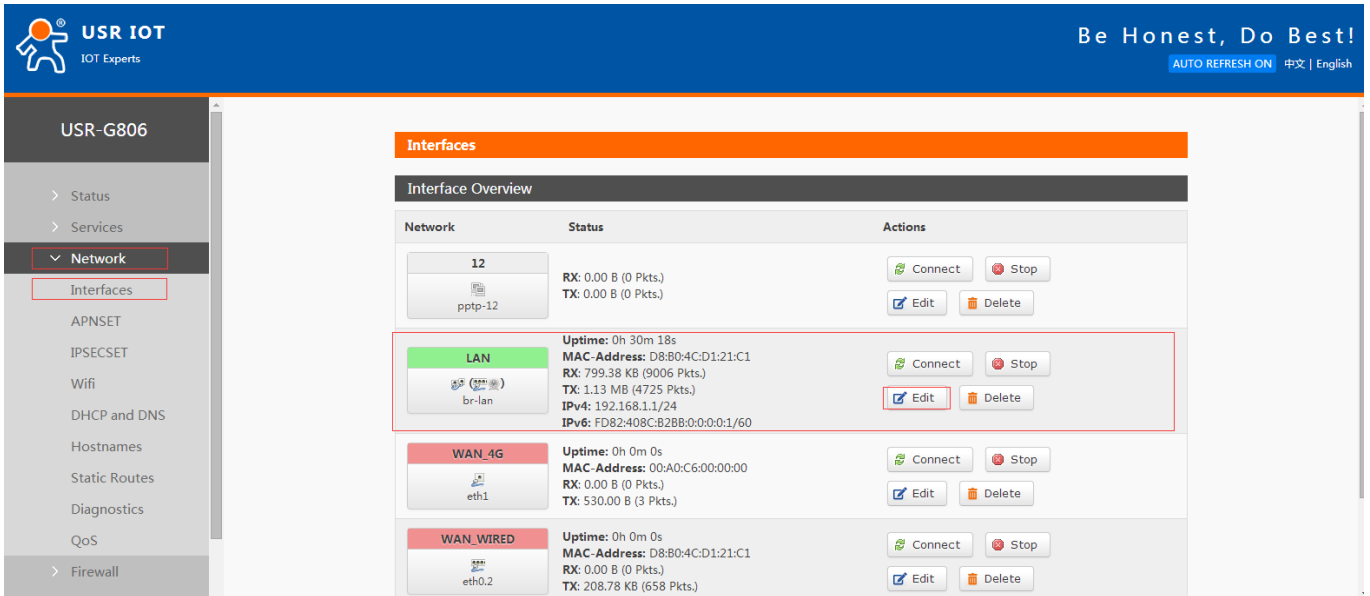 USR IOT
IOT Experts
Be Honest, Do Best!
AUTO REFRESH ON 中文 | English
USR-G806
Status
Services
Network
Interfaces
APNSET
IPSECSET
Wifi
DHCP and DNS
Hostnames
Static Routes
Diagnostics
QoS
Firewall
Interfaces
Interface Overview
Network Status Actions
12
pptp-12
RX: 0.00 B (0 Pkts.)
TX: 0.00 B (0 Pkts.)
Connect Stop
Edit Delete
LAN
br-lan
Uptime: 0h 30m 18s
MAC-Address: D8:B0:4C:D1:21:C1
RX: 799.38 KB (9006 Pkts.)
TX: 1.13 MB (4725 Pkts.)
IPv4: 192.168.1.1/24
IPv6: FD82:408C:B2BB:0:0:0:0:1/60
Connect Stop
Edit Delete
WAN_4G
eth1
Uptime: 0h 0m 0s
MAC-Address: 00:A0:C6:00:00:00
RX: 0.00 B (0 Pkts.)
TX: 530.00 B (3 Pkts.)
Connect Stop
Edit Delete
WAN_WIRED
eth0.2
Uptime: 0h 0m 0s
MAC-Address: D8:B0:4C:D1:21:C1
RX: 0.00 B (0 Pkts.)
TX: 208.78 KB (658 Pkts.)
Connect Stop
Edit Delete